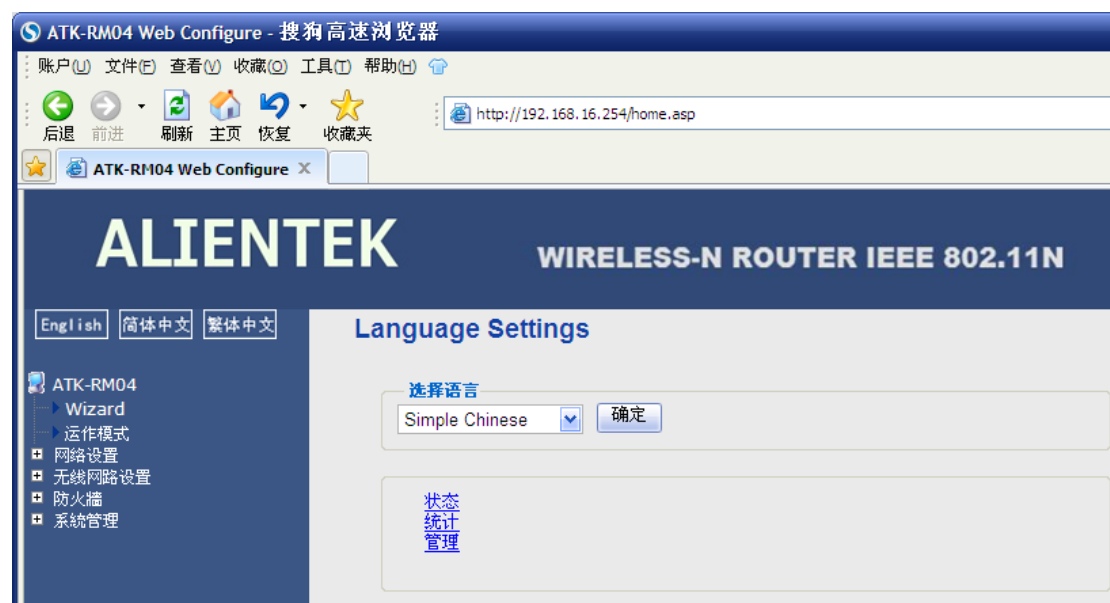 ATK-RM04 Web Configure - 搜狗高速浏览器
账户(U) 文件(F) 查看(V) 收藏(O) 工具(T) 帮助(H)
后退 前进 刷新 主页 恢复 收藏夹 http://192.168.16.254/home.asp
ATK-RM04 Web Configure
ALIENTEK WIRELESS-N ROUTER IEEE 802.11N
English 简体中文 繁体中文
Language Settings
选择语言
Simple Chinese 确定
ATK-RM04
Wizard
运作模式
网络设置
无线网路设置
防火牆
系统管理
状态
统计
管理